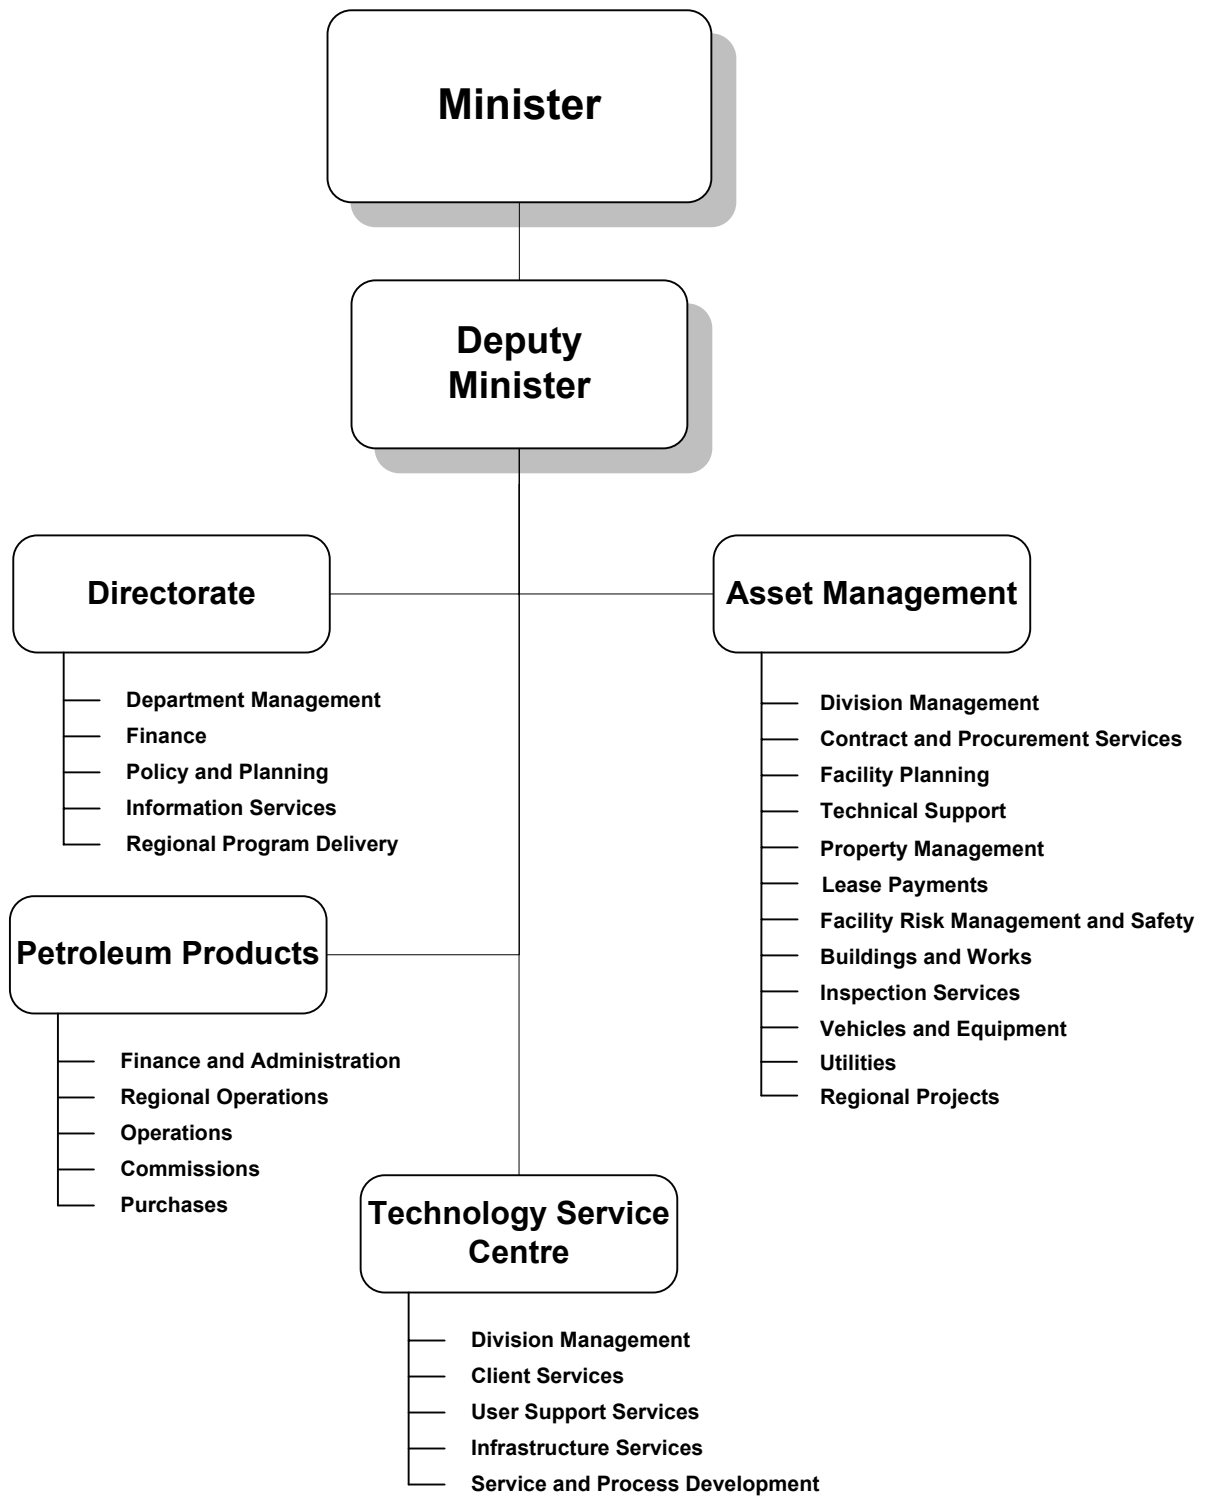 Minister
Deputy
Minister
Directorate
Department Management
Finance
Policy and Planning
Information Services
Regional Program Delivery
Asset Management
Division Management
Contract and Procurement Services
Facility Planning
Technical Support
Property Management
Lease Payments
Facility Risk Management and Safety
Buildings and Works
Inspection Services
Vehicles and Equipment
Utilities
Regional Projects
Petroleum Products
Finance and Administration
Regional Operations
Operations
Commissions
Purchases
Technology Service
Centre
Division Management
Client Services
User Support Services
Infrastructure Services
Service and Process Development